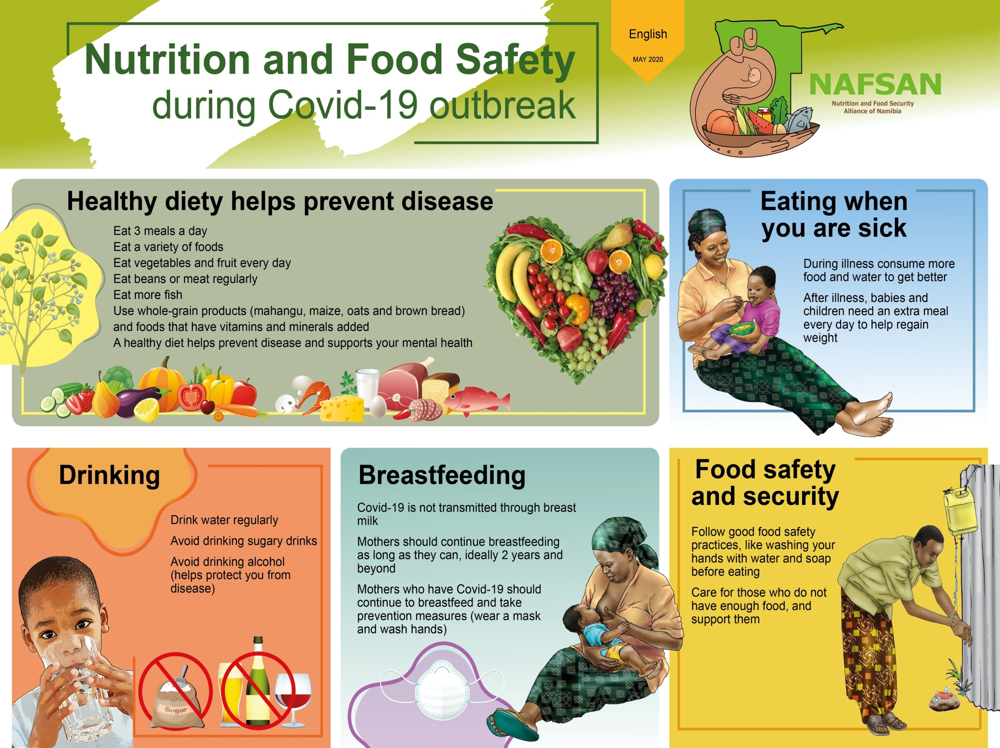 Nutrition and Food Safety
during Covid-19 outbreak
English
MAY 2020
NAFSAN
Nutrition and Food Security
Alliance of Namibia
Healthy diety helps prevent disease
Eat 3 meals a day
Eat a variety of foods
Eat vegetables and fruit every day
Eat beans or meat regularly
Eat more fish
Use whole-grain products (mahangu, maize, oats and brown bread)
and foods that have vitamins and minerals added
A healthy diet helps prevent disease and supports your mental health
Eating when
you are sick
During illness consume more
food and water to get better
After illness, babies and
children need an extra meal
every day to help regain
weight
Drinking
Drink water regularly
Avoid drinking sugary drinks
Avoid drinking alcohol
(helps protect you from
disease)
Sugar
Breastfeeding
Covid-19 is not transmitted through breast
milk
Mothers should continue breastfeeding
as long as they can, ideally 2 years and
beyond
Mothers who have Covid-19 should
continue to breastfeed and take
prevention measures (wear a mask
and wash hands)
Food safety
and security
Follow good food safety
practices, like washing your
hands with water and soap
before eating
Care for those who do not
have enough food, and
support them